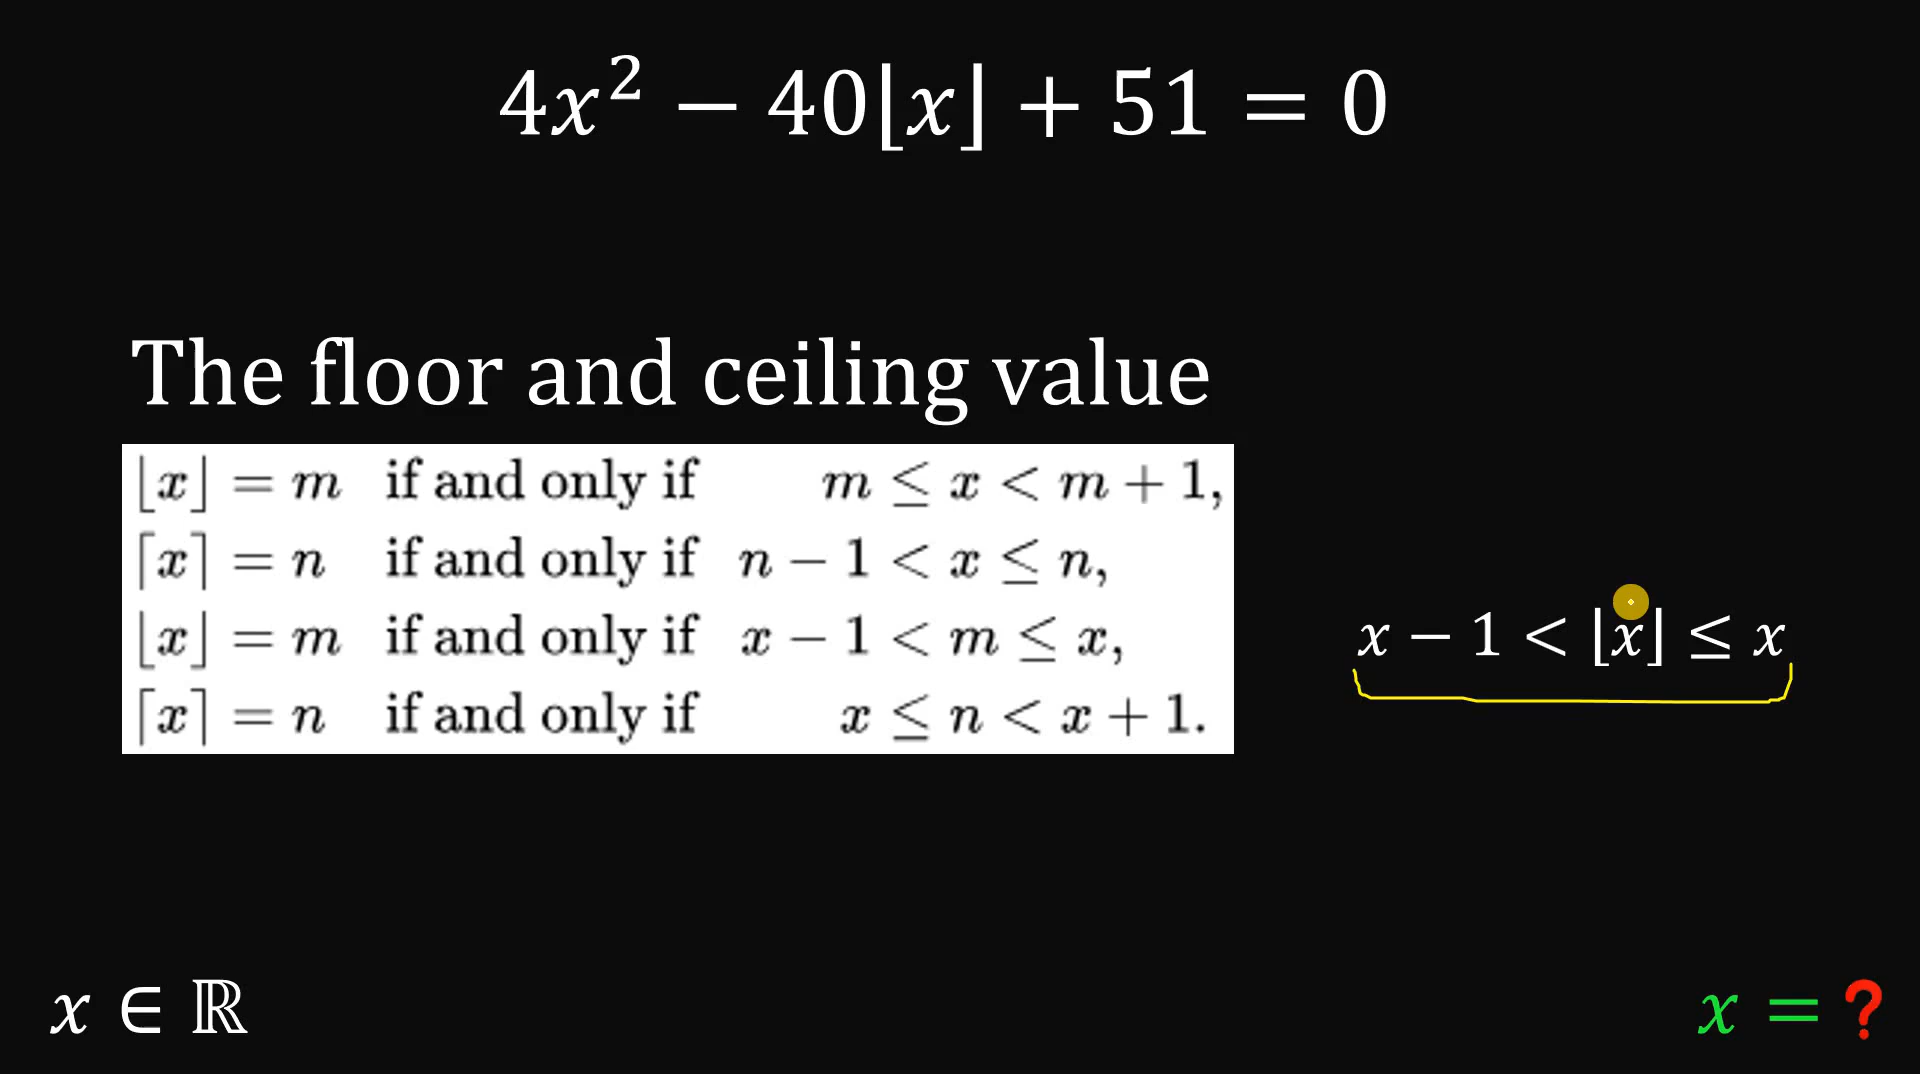 4x² − 40⌊x⌋ + 51 = 0
The floor and ceiling value
⌊x⌋ = m if and only if m ≤ x < m + 1,
⌈x⌉ = n if and only if n − 1 < x ≤ n,
⌊x⌋ = m if and only if x − 1 < m ≤ x,
⌈x⌉ = n if and only if x ≤ n < x + 1.
x − 1 < ⌊x⌋ ≤ x
x ∈ ℝ
x = ?